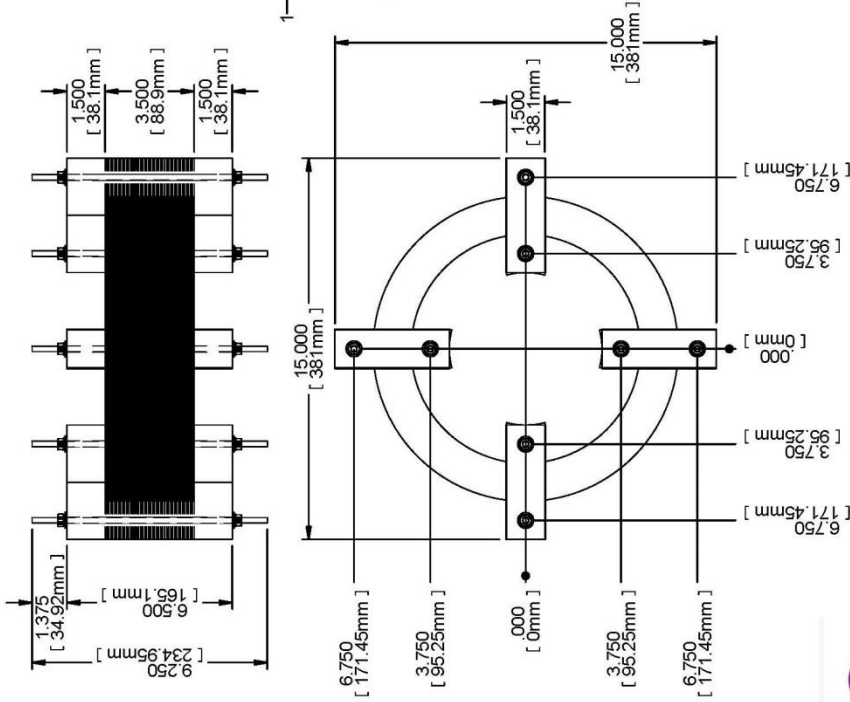 1
1.500
[ 38.1mm ]
3.500
[ 88.9mm ]
1.500
[ 38.1mm ]
15.000
[ 381mm ]
1.500
[ 38.1mm ]
15.000
[ 381mm ]
6.750
[ 171.45mm ]
3.750
[ 95.25mm ]
.000
[ 0mm ]
3.750
[ 95.25mm ]
6.750
[ 171.45mm ]
1.375
[ 34.92mm ]
6.500
[ 165.1mm ]
9.250
[ 234.95mm ]
6.750
[ 171.45mm ]
3.750
[ 95.25mm ]
.000
[ 0mm ]
3.750
[ 95.25mm ]
6.750
[ 171.45mm ]